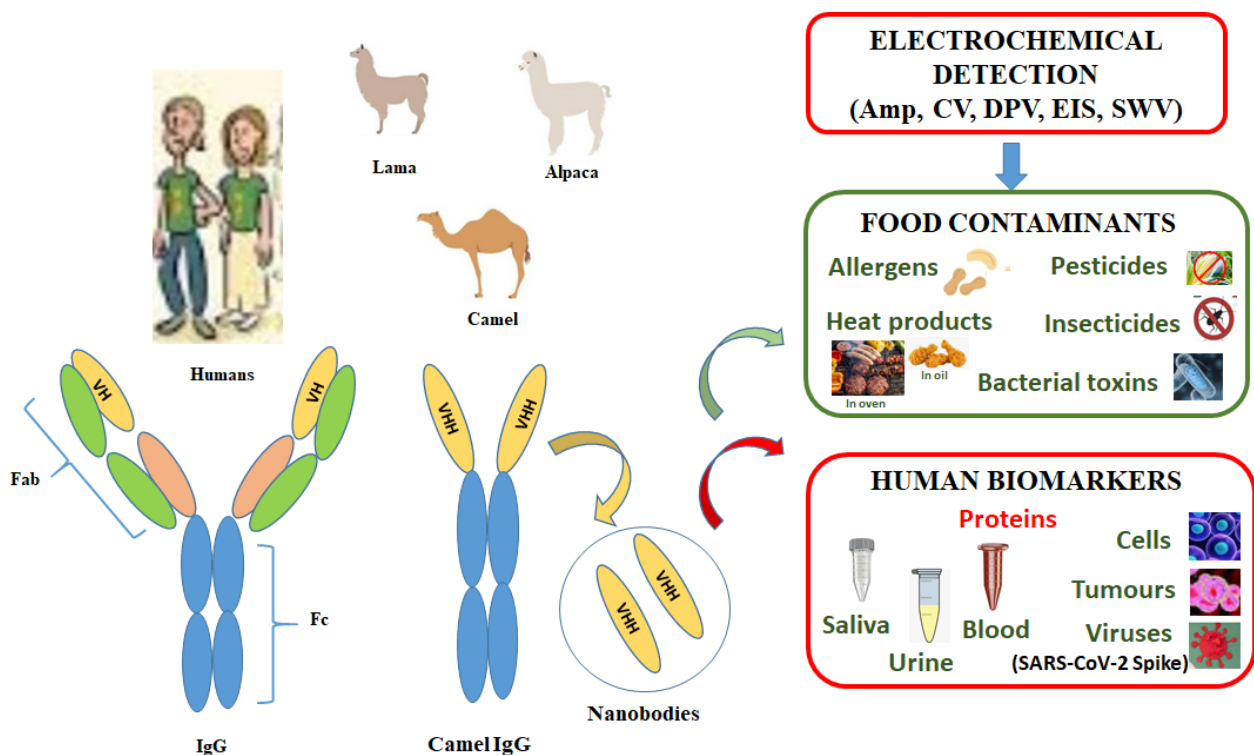 Lama
Alpaca
Camel
Humans
VH
VH
Fab
Fc
IgG
VHH
VHH
Camel IgG
VHH
VHH
Nanobodies
ELECTROCHEMICAL
DETECTION
(Amp, CV, DPV, EIS, SWV)
FOOD CONTAMINANTS
Allergens
Pesticides
Heat products
Insecticides
In oven
In oil
Bacterial toxins
HUMAN BIOMARKERS
Proteins
Cells
Tumours
Saliva
Urine
Blood
Viruses
(SARS-CoV-2 Spike)